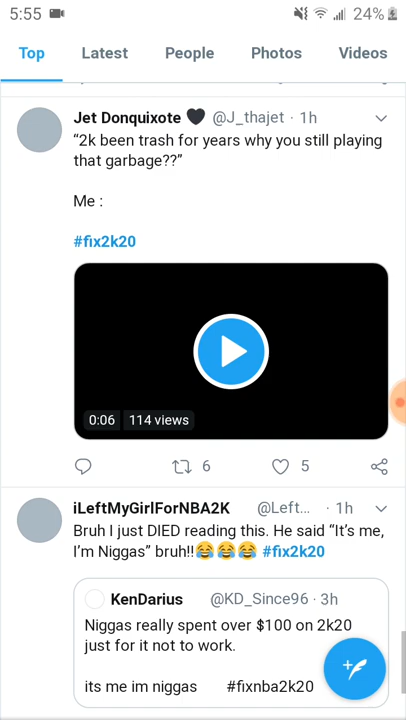 5:55 24%
Top Latest People Photos Videos
Jet Donquixote 🖤 @J_thajet · 1h
“2k been trash for years why you still playing
that garbage??”
Me :
#fix2k20
0:06 114 views
6 5
iLeftMyGirlForNBA2K @Left... · 1h
Bruh I just DIED reading this. He said “It’s me,
I’m Niggas” bruh!!😂😂😂 #fix2k20
KenDarius @KD_Since96 · 3h
Niggas really spent over $100 on 2k20
just for it not to work.
its me im niggas #fixnba2k20